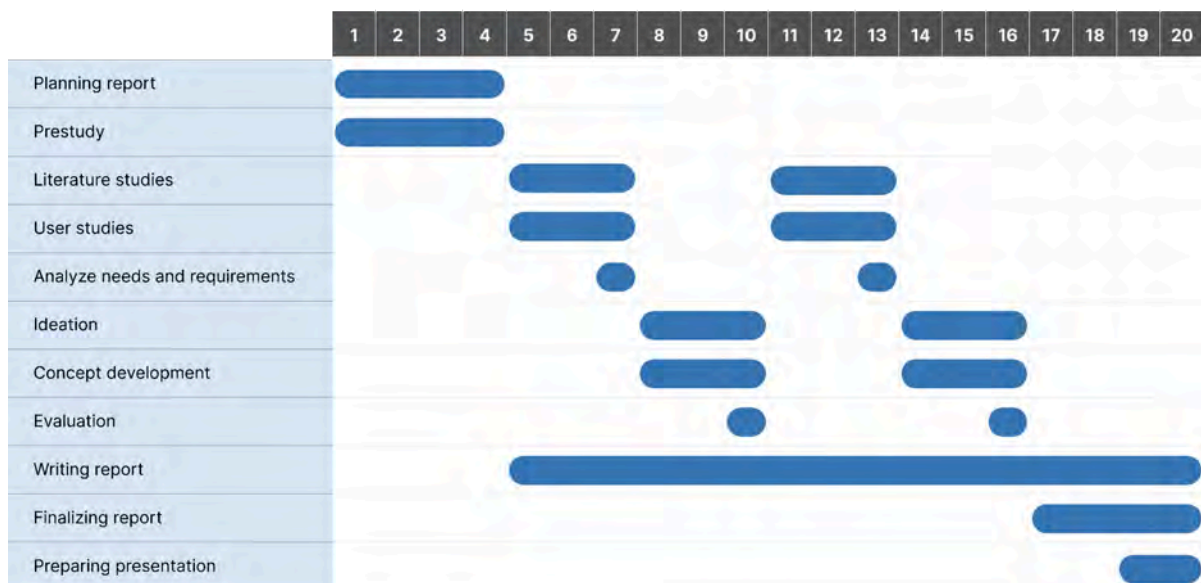 1 2 3 4 5 6 7 8 9 10 11 12 13 14 15 16 17 18 19 20
Planning report
Prestudy
Literature studies
User studies
Analyze needs and requirements
Ideation
Concept development
Evaluation
Writing report
Finalizing report
Preparing presentation